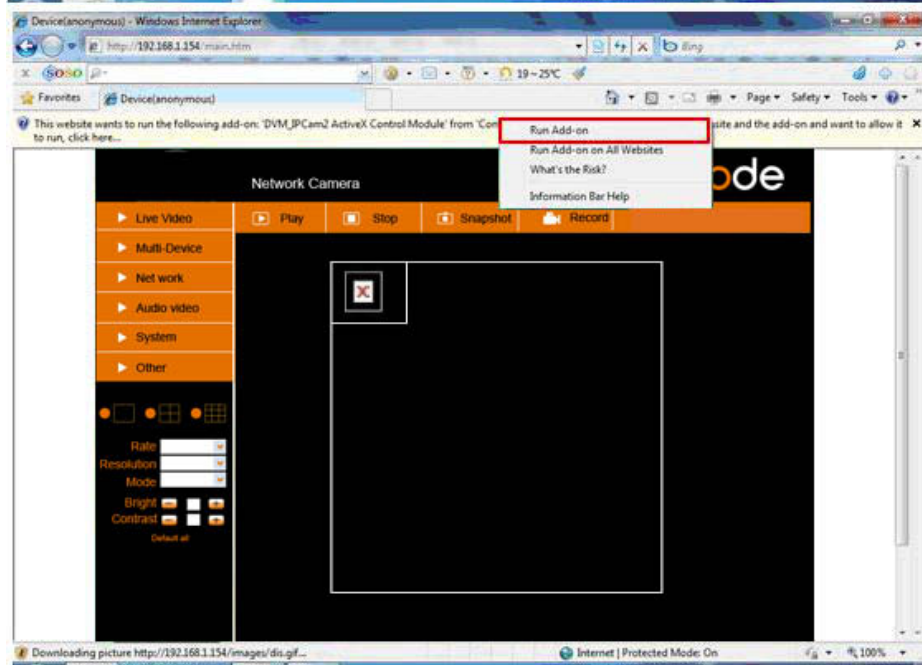 Device(anonymous) - Windows Internet Explorer
http://192.168.1.154/main.htm
Bing
x SOSO
19~25℃
Favorites Device(anonymous)
Page Safety Tools
This website wants to run the following add-on: 'DVM_IPCam2 ActiveX Control Module' from 'Con site and the add-on and want to allow it
to run, click here...
Run Add-on
Run Add-on on All Websites
What's the Risk?
Information Bar Help
Network Camera
ode
Live Video Play Stop Snapshot Record
Multi-Device
Net work
Audio video
System
Other
Rate
Resolution
Mode
Bright
Contrast
Default all
Downloading picture http://192.168.1.154/images/dis.gif... Internet | Protected Mode: On 100%